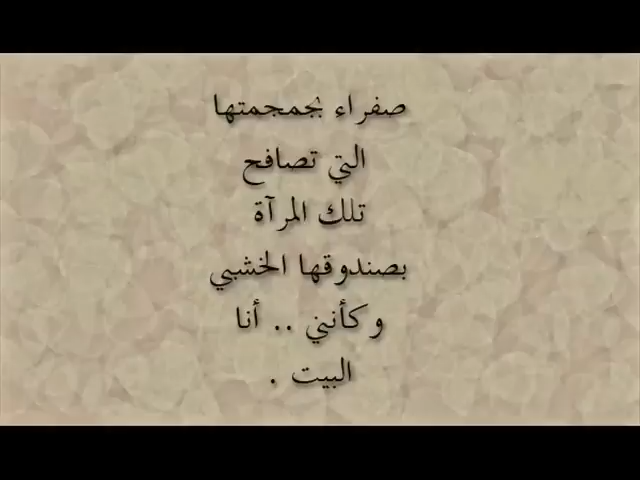 صفراء بجمجمتها
التي تصافح
تلك المرآة
بصندوقها الخشبي
وكأنني .. أنا
البيت .